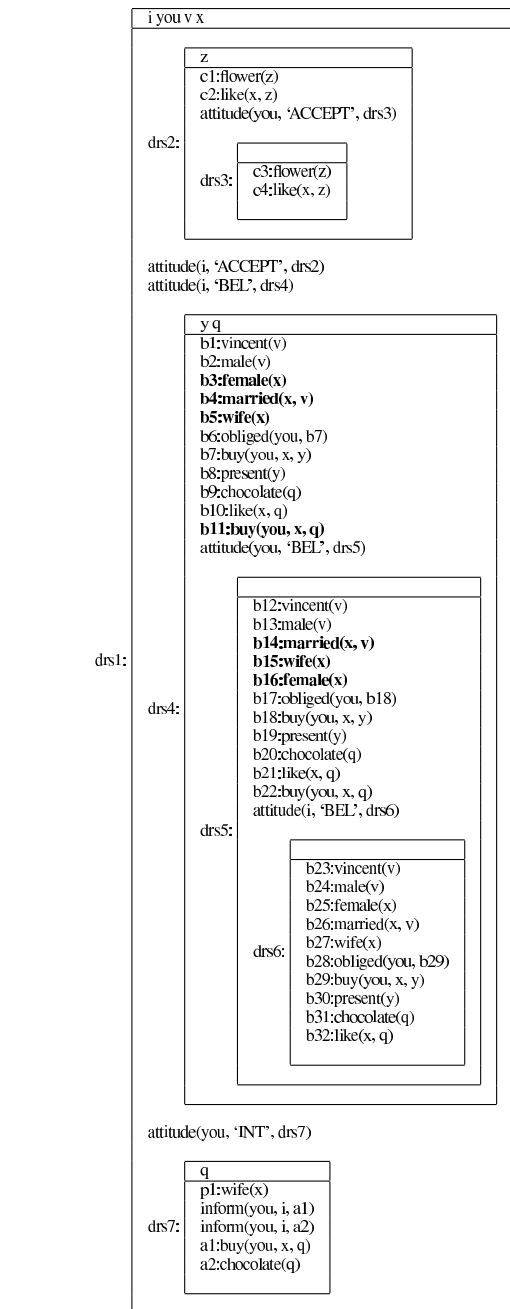 i you v x
z
c1:flower(z)
c2:like(x, z)
attitude(you, ‘ACCEPT’, drs3)
drs2:
c3:flower(z)
drs3:
c4:like(x, z)
attitude(i, ‘ACCEPT’, drs2)
attitude(i, ‘BEL’, drs4)
y q
b1:vincent(v)
b2:male(v)
b3:female(x)
b4:married(x, v)
b5:wife(x)
b6:obliged(you, b7)
b7:buy(you, x, y)
b8:present(y)
b9:chocolate(q)
b10:like(x, q)
b11:buy(you, x, q)
attitude(you, ‘BEL’, drs5)
b12:vincent(v)
b13:male(v)
b14:married(x, v)
drs1:
b15:wife(x)
b16:female(x)
b17:obliged(you, b18)
drs4:
b18:buy(you, x, y)
b19:present(y)
b20:chocolate(q)
b21:like(x, q)
b22:buy(you, x, q)
attitude(i, ‘BEL’, drs6)
drs5:
b23:vincent(v)
b24:male(v)
b25:female(x)
b26:married(x, v)
b27:wife(x)
drs6:
b28:obliged(you, b29)
b29:buy(you, x, y)
b30:present(y)
b31:chocolate(q)
b32:like(x, q)
attitude(you, ‘INT’, drs7)
q
p1:wife(x)
inform(you, i, a1)
drs7:
inform(you, i, a2)
a1:buy(you, x, q)
a2:chocolate(q)